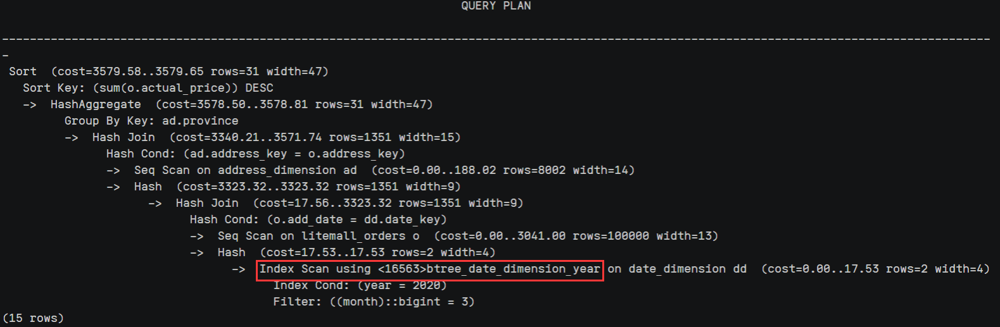 QUERY PLAN
-----------------------------------------------------------------------------------------------------------------------------------------------
-
Sort  (cost=3579.58..3579.65 rows=31 width=47)
  Sort Key: (sum(o.actual_price)) DESC
  ->  HashAggregate  (cost=3578.50..3578.81 rows=31 width=47)
        Group By Key: ad.province
        ->  Hash Join  (cost=3340.21..3571.74 rows=1351 width=15)
              Hash Cond: (ad.address_key = o.address_key)
              ->  Seq Scan on address_dimension ad  (cost=0.00..188.02 rows=8002 width=14)
              ->  Hash  (cost=3323.32..3323.32 rows=1351 width=9)
                    ->  Hash Join  (cost=17.56..3323.32 rows=1351 width=9)
                          Hash Cond: (o.add_date = dd.date_key)
                          ->  Seq Scan on litemall_orders o  (cost=0.00..3041.00 rows=100000 width=13)
                          ->  Hash  (cost=17.53..17.53 rows=2 width=4)
                                ->  Index Scan using <16563>btree_date_dimension_year on date_dimension dd  (cost=0.00..17.53 rows=2 width=4)
                                      Index Cond: (year = 2020)
                                      Filter: ((month)::bigint = 3)
(15 rows)